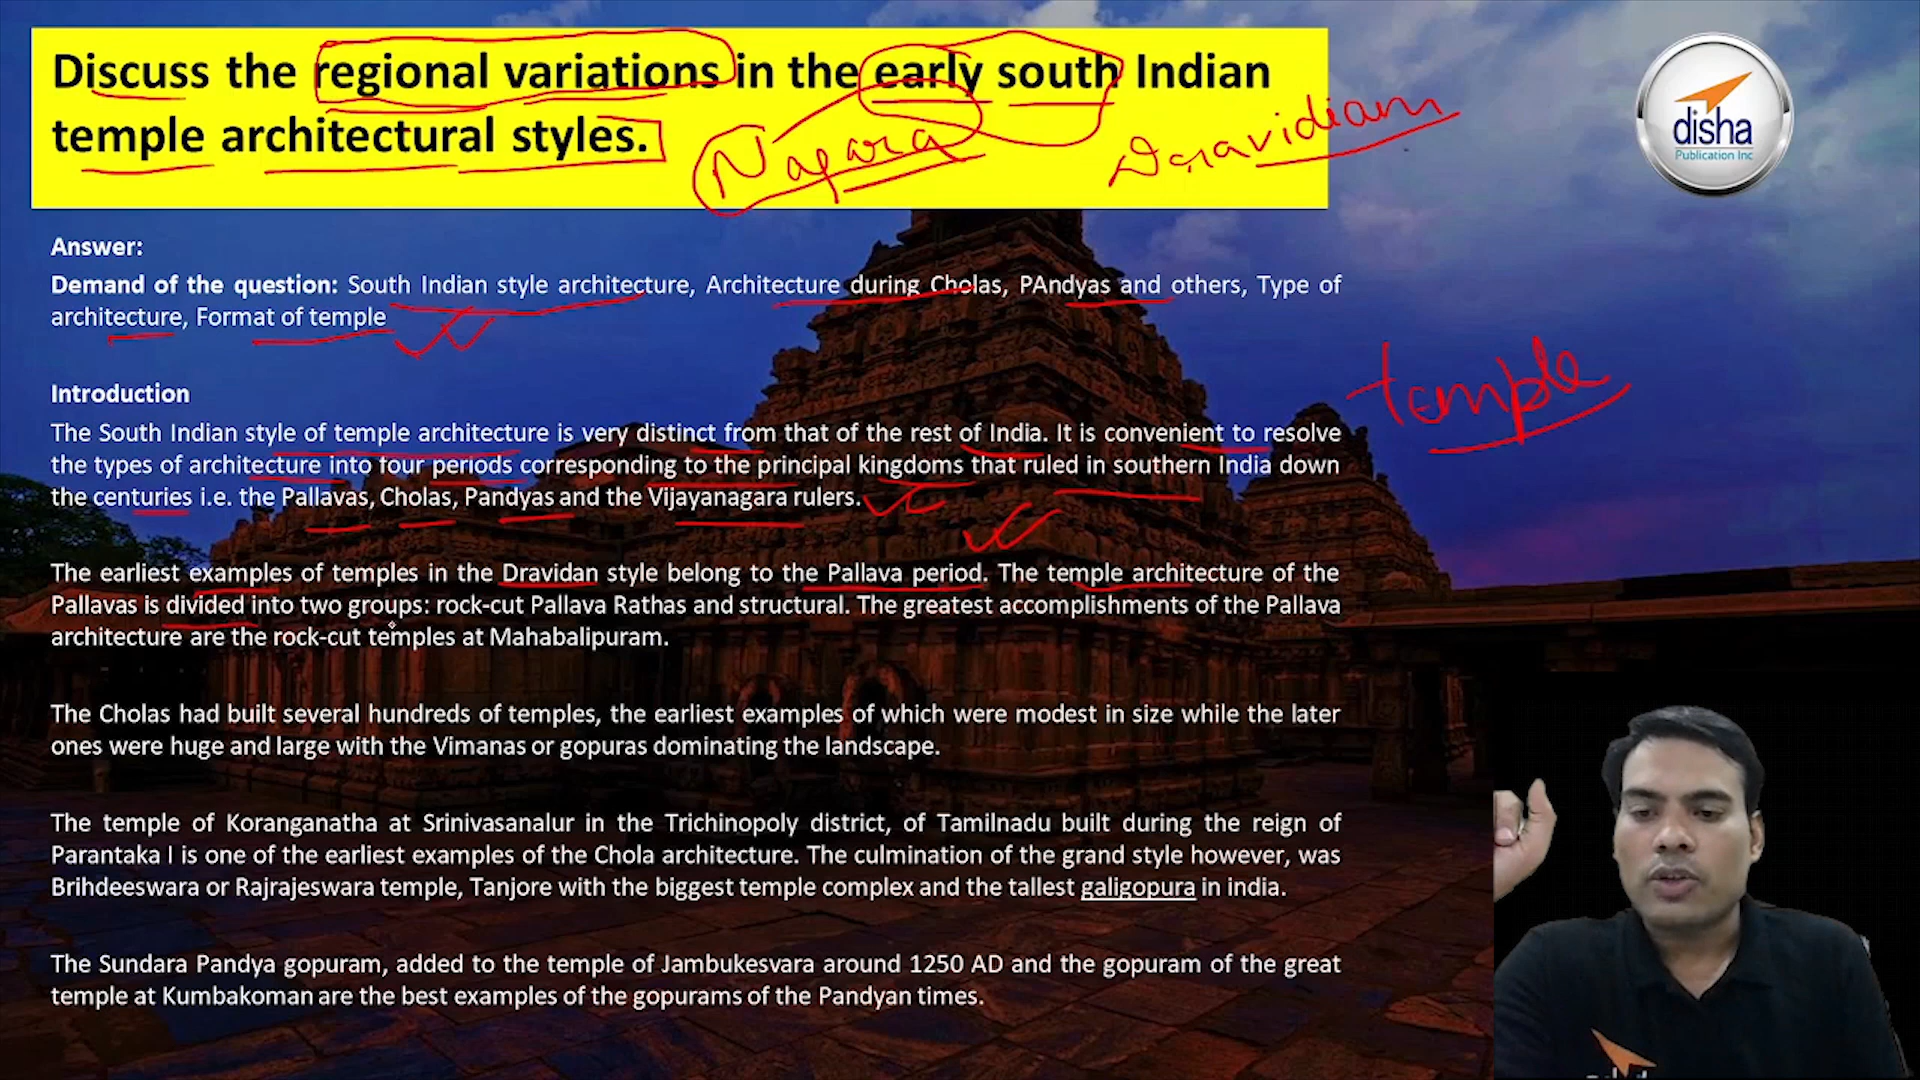 Discuss the regional variations in the early south Indian
temple architectural styles.
Nagara
Dravidiam
disha
Publication Inc
Answer:
Demand of the question: South Indian style architecture, Architecture during Cholas, PAndyas and others, Type of
architecture, Format of temple
temple
Introduction
The South Indian style of temple architecture is very distinct from that of the rest of India. It is convenient to resolve
the types of architecture into four periods corresponding to the principal kingdoms that ruled in southern India down
the centuries i.e. the Pallavas, Cholas, Pandyas and the Vijayanagara rulers.
The earliest examples of temples in the Dravidan style belong to the Pallava period. The temple architecture of the
Pallavas is divided into two groups: rock-cut Pallava Rathas and structural. The greatest accomplishments of the Pallava
architecture are the rock-cut temples at Mahabalipuram.
The Cholas had built several hundreds of temples, the earliest examples of which were modest in size while the later
ones were huge and large with the Vimanas or gopuras dominating the landscape.
The temple of Koranganatha at Srinivasanalur in the Trichinopoly district, of Tamilnadu built during the reign of
Parantaka I is one of the earliest examples of the Chola architecture. The culmination of the grand style however, was
Brihdeeswara or Rajrajeswara temple, Tanjore with the biggest temple complex and the tallest galigopura in india.
The Sundara Pandya gopuram, added to the temple of Jambukesvara around 1250 AD and the gopuram of the great
temple at Kumbakoman are the best examples of the gopurams of the Pandyan times.